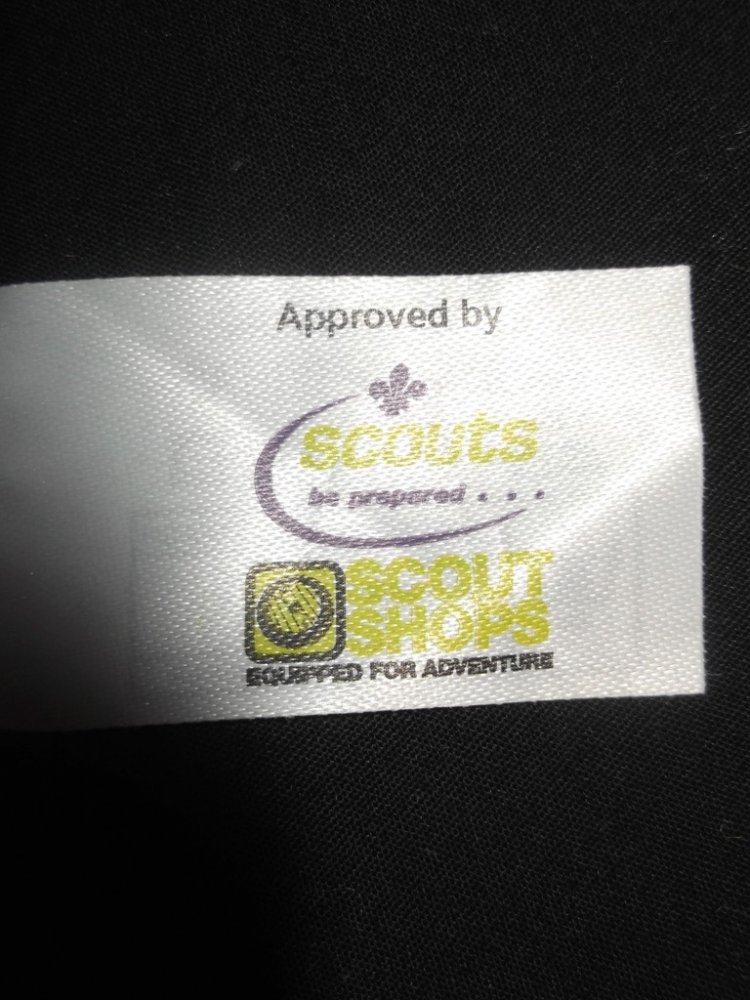 Approved by
scouts
be prepared . . .
SCOUT
SHOPS
EQUIPPED FOR ADVENTURE